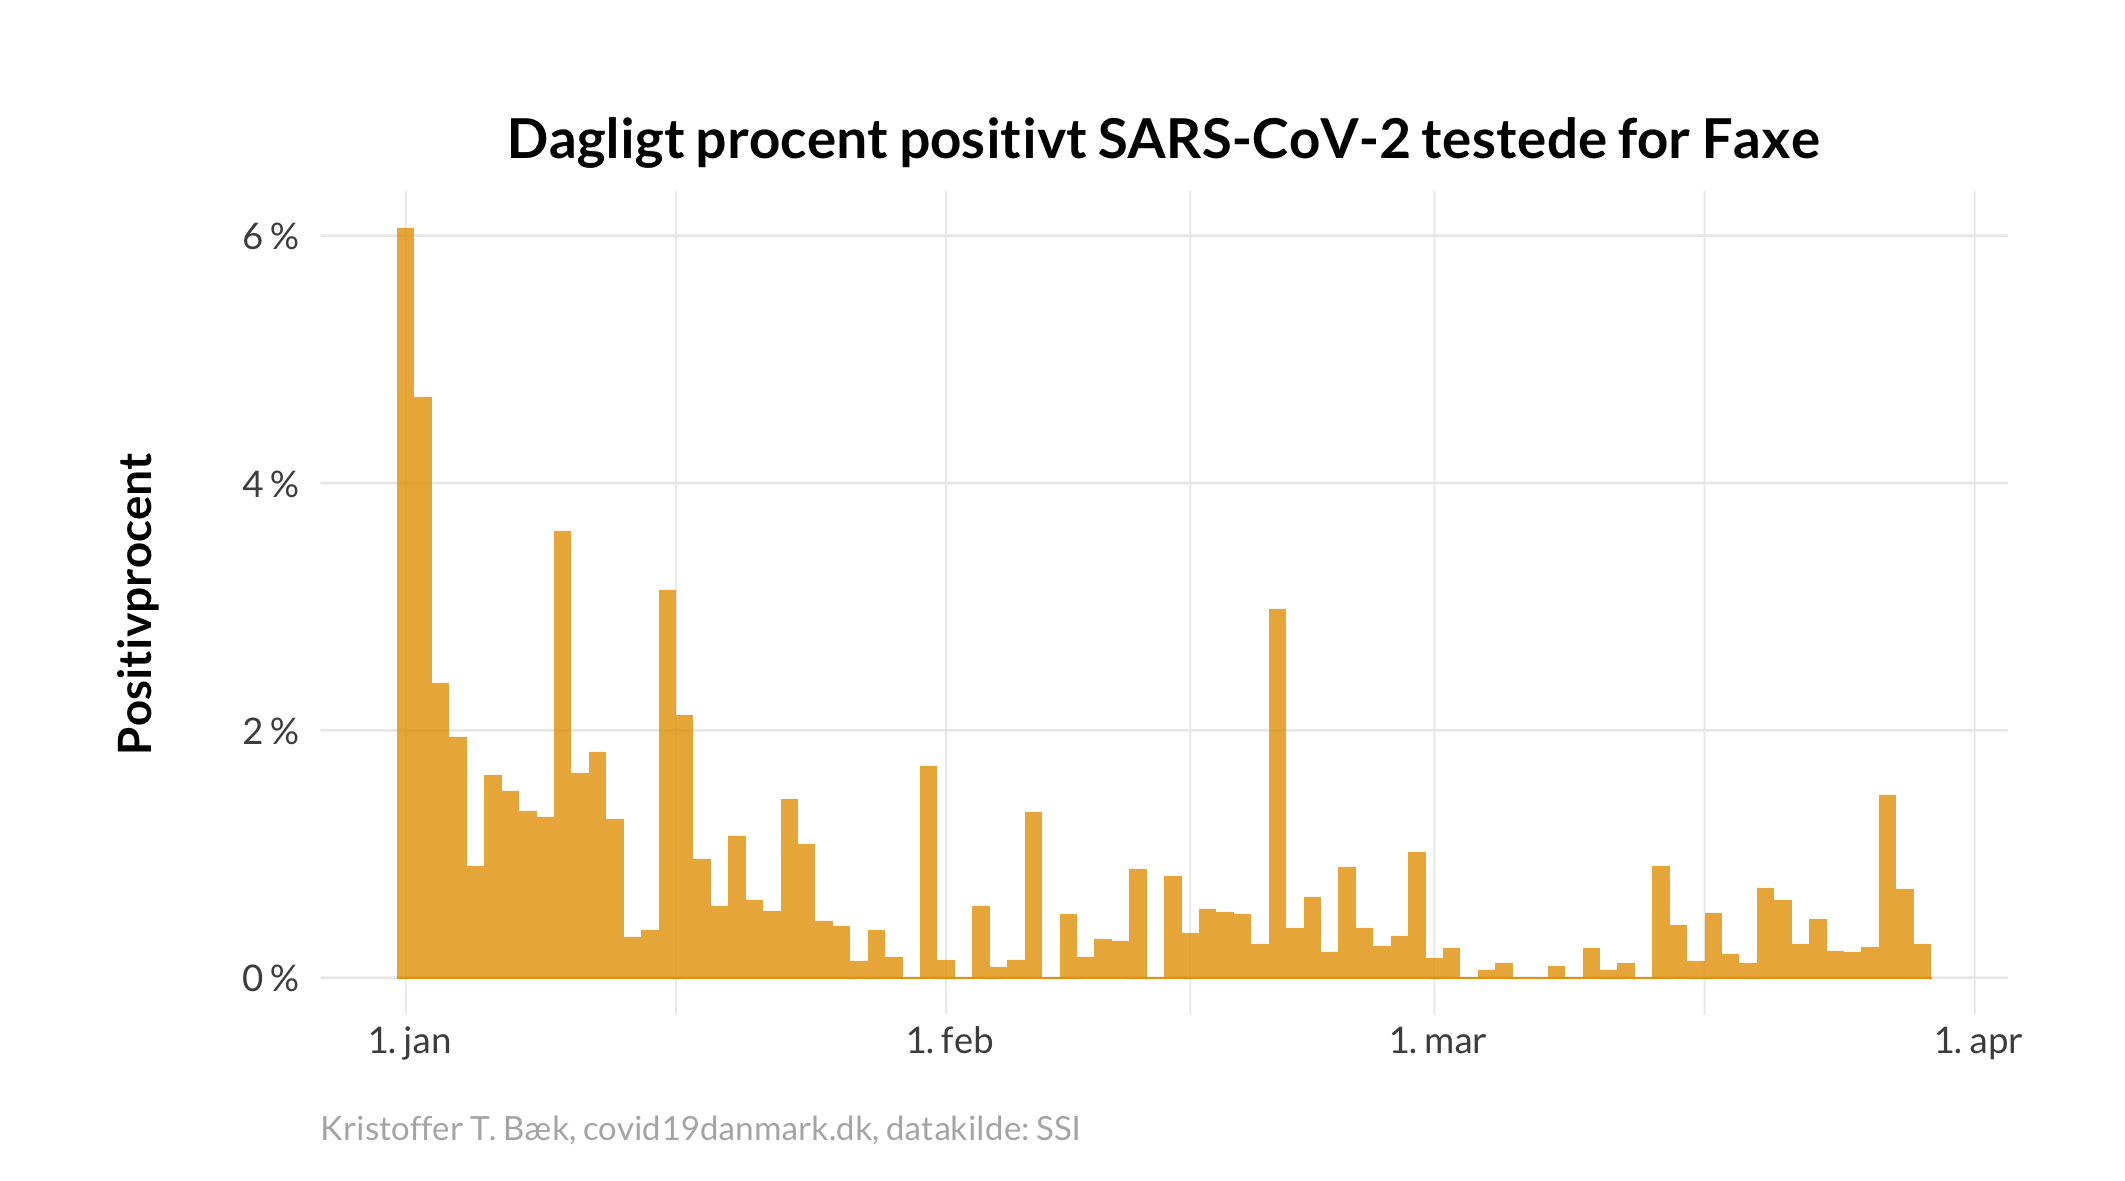 Dagligt procent positivt SARS-CoV-2 testede for Faxe
Positivprocent
6 %
4 %
2 %
0 %
1. jan
1. feb
1. mar
1. apr
Kristoffer T. Bæk, covid19danmark.dk, datakilde: SSI